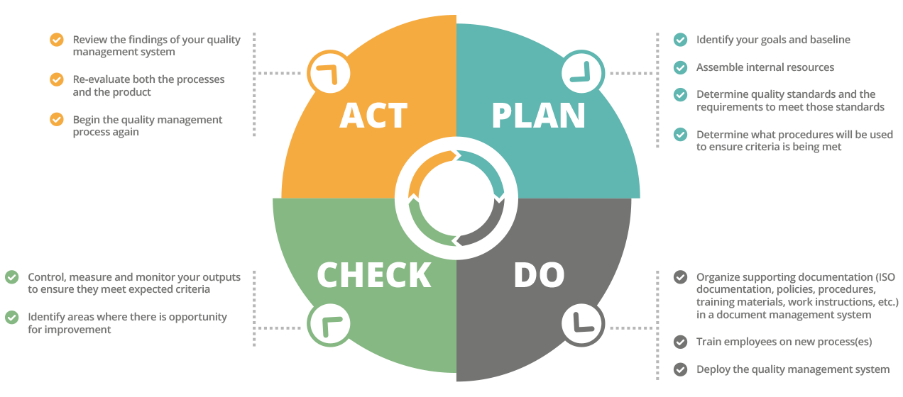 Review the findings of your quality
management system
Re-evaluate both the processes
and the product
Begin the quality management
process again
ACT
PLAN
Identify your goals and baseline
Assemble internal resources
Determine quality standards and the
requirements to meet those standards
Determine what procedures will be used
to ensure criteria is being met
Control, measure and monitor your outputs
to ensure they meet expected criteria
Identify areas where there is opportunity
for improvement
CHECK
DO
Organize supporting documentation (ISO
documentation, policies, procedures,
training materials, work instructions, etc.)
in a document management system
Train employees on new process(es)
Deploy the quality management system